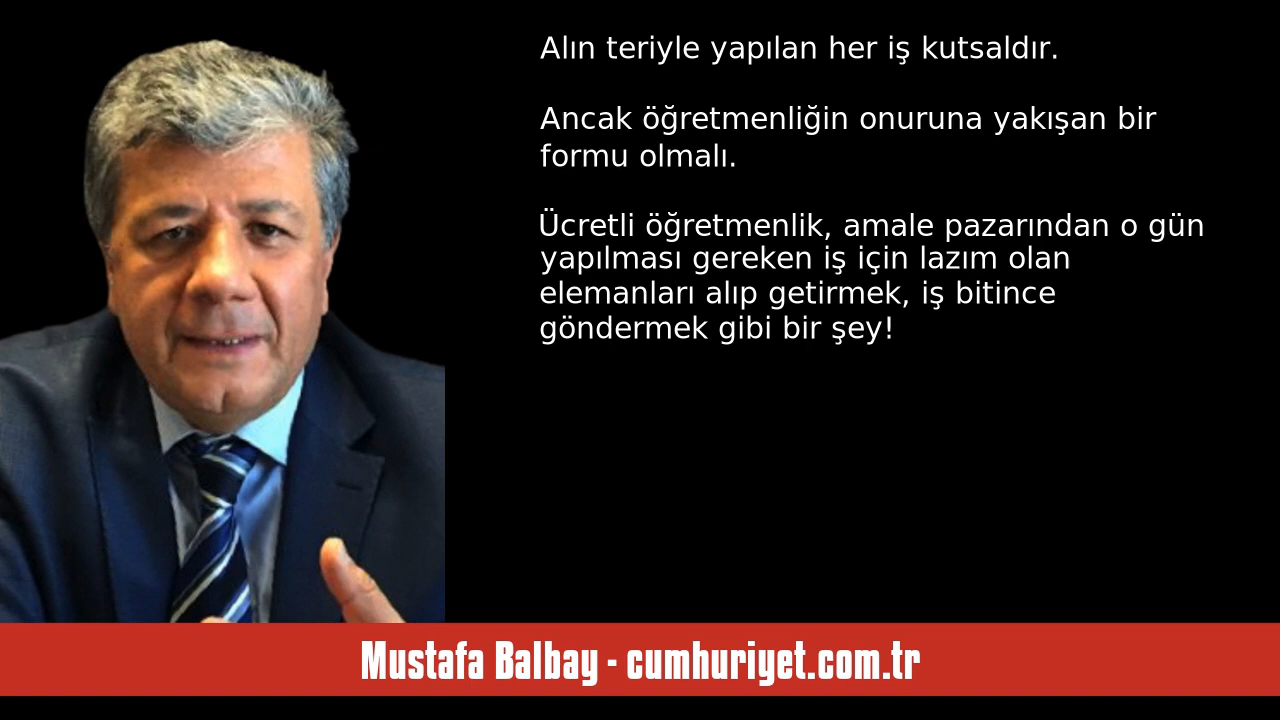 Alın teriyle yapılan her iş kutsaldır.
Ancak öğretmenliğin onuruna yakışan bir
formu olmalı.
Ücretli öğretmenlik, amale pazarından o gün
yapılması gereken iş için lazım olan
elemanları alıp getirmek, iş bitince
göndermek gibi bir şey!
Mustafa Balbay - cumhuriyet.com.tr